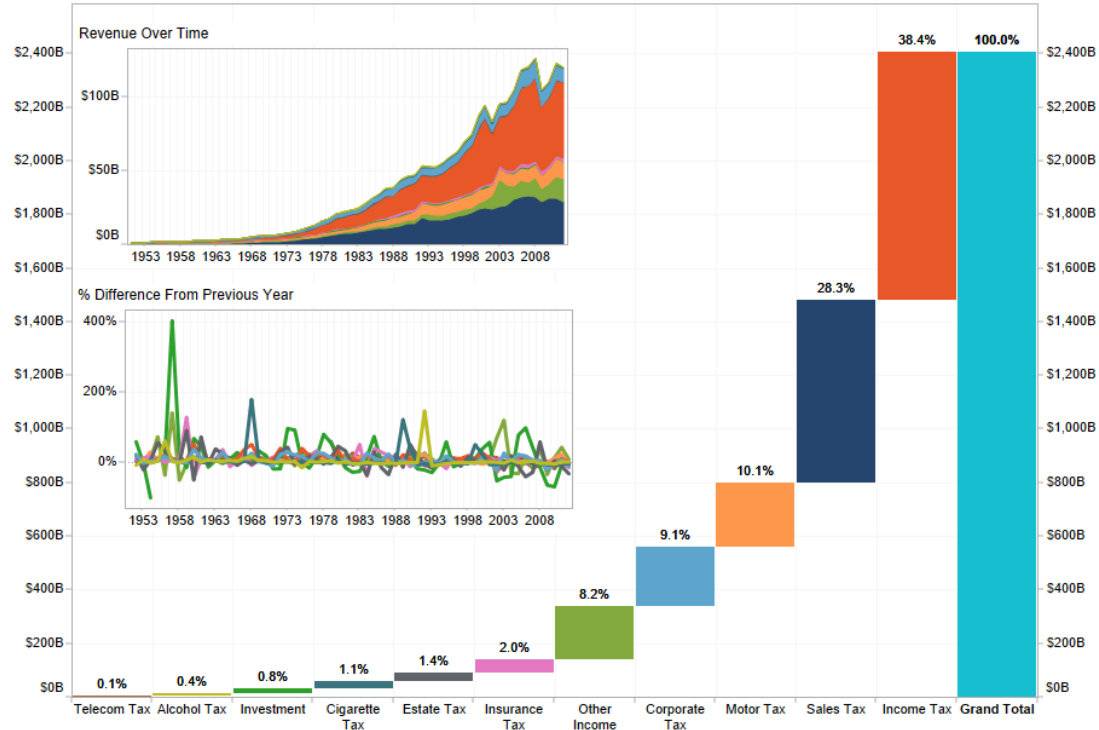 38.4%
100.0%
$2,400B
$2,400B
Revenue Over Time
$100B
$50B
$0B
1953 1958 1963 1968 1973 1978 1983 1988 1993 1998 2003 2008
$2,200B
$2,200B
$2,000B
$2,000B
$1,800B
$1,800B
$1,600B
$1,600B
28.3%
% Difference From Previous Year
400%
200%
0%
1953 1958 1963 1968 1973 1978 1983 1988 1993 1998 2003 2008
$1,400B
$1,400B
$1,200B
$1,200B
$1,000B
$1,000B
10.1%
$800B
$800B
9.1%
$600B
$600B
8.2%
$400B
$400B
2.0%
$200B
$200B
1.4%
1.1%
0.8%
0.4%
0.1%
$0B
$0B
Telecom Tax
Alcohol Tax
Investment
Cigarette
Tax
Estate Tax
Insurance
Tax
Other
Income
Corporate
Tax
Motor Tax
Sales Tax
Income Tax
Grand Total